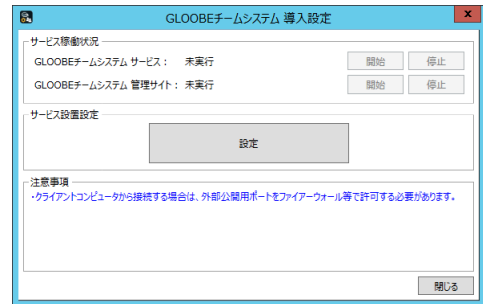 GLOOBEチームシステム 導入設定
x
サービス稼働状況
GLOOBEチームシステム サービス： 未実行
開始
停止
GLOOBEチームシステム 管理サイト： 未実行
開始
停止
サービス設置設定
設定
注意事項
・クライアントコンピュータから接続する場合は、外部公開用ポートをファイアーウォール等で許可する必要があります。
閉じる